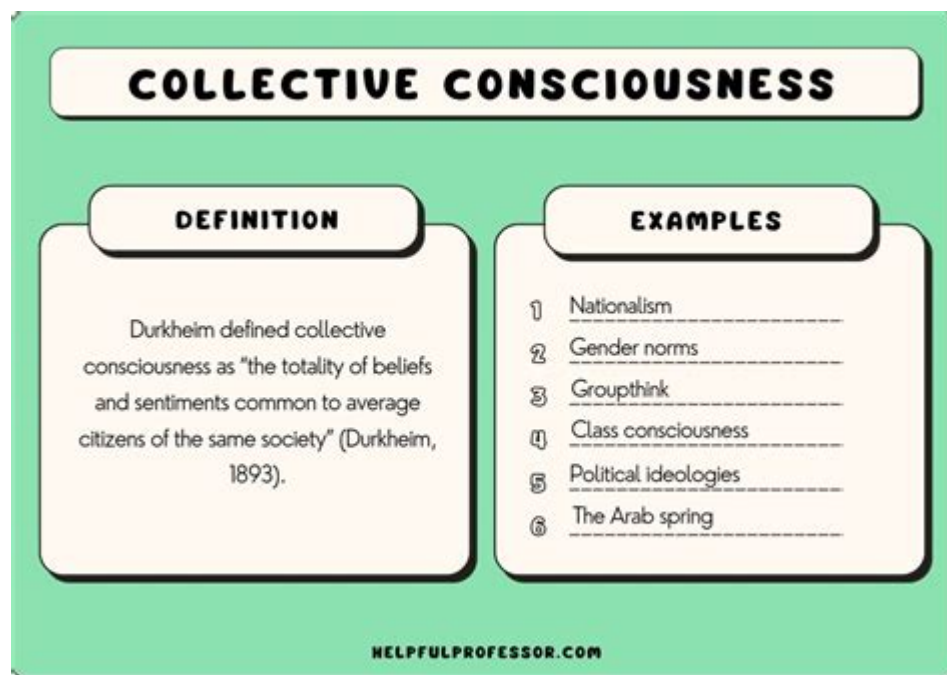 COLLECTIVE CONSCIOUSNESS
DEFINITION
Durkheim defined collective
consciousness as "the totality of beliefs
and sentiments common to average
citizens of the same society" (Durkheim,
1893).
EXAMPLES
1 Nationalism
2 Gender norms
3 Groupthink
4 Class consciousness
5 Political ideologies
6 The Arab spring
HELPFULPROFESSOR.COM